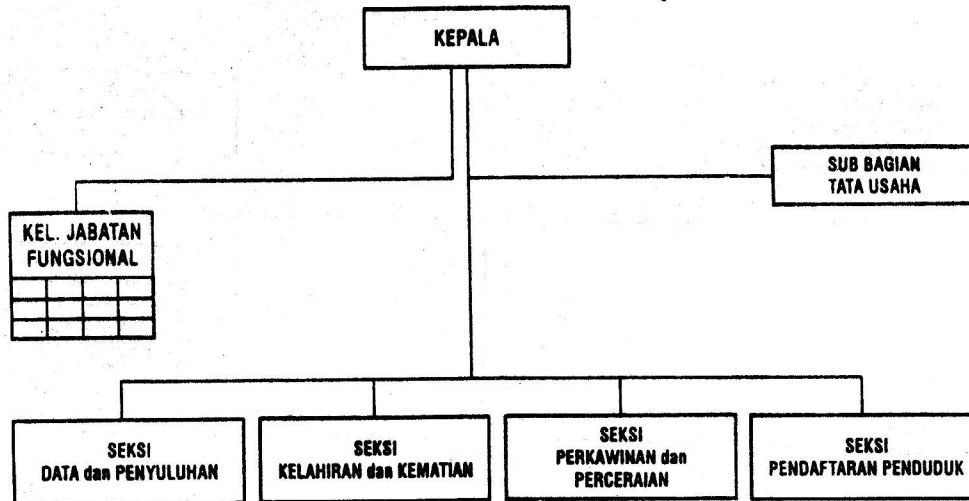 KEPALA
SUB BAGIAN
TATA USAHA
KEL. JABATAN
FUNGSIONAL
SEKSI
DATA dan PENYULUHAN
SEKSI
KELAHIRAN dan KEMATIAN
SEKSI
PERKAWINAN dan
PERCERAIAN
SEKSI
PENDAFTARAN PENDUDUK